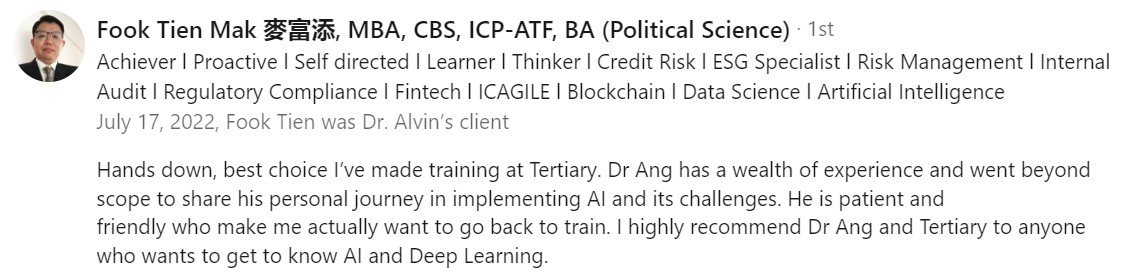 Fook Tien Mak 麥富添, MBA, CBS, ICP-ATF, BA (Political Science) · 1st
Achiever l Proactive l Self directed l Learner l Thinker l Credit Risk l ESG Specialist l Risk Management l Internal
Audit l Regulatory Compliance l Fintech l ICAGILE l Blockchain l Data Science l Artificial Intelligence
July 17, 2022, Fook Tien was Dr. Alvin’s client
Hands down, best choice I’ve made training at Tertiary. Dr Ang has a wealth of experience and went beyond
scope to share his personal journey in implementing AI and its challenges. He is patient and
friendly who make me actually want to go back to train. I highly recommend Dr Ang and Tertiary to anyone
who wants to get to know AI and Deep Learning.